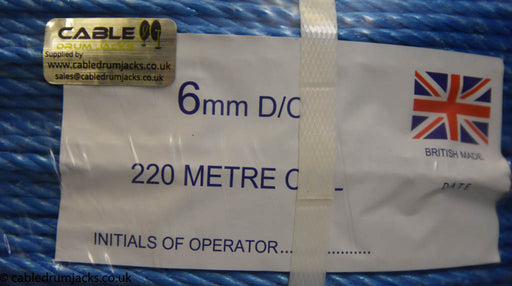 CABLE
DRUM JACKS
Supplied by
www.cabledrumjacks.co.uk
sales@cabledrumjacks.co.uk
6mm D/C
220 METRE C L
BRITISH MADE
DATE
INITIALS OF OPERATOR....................
© cabledrumjacks.co.uk